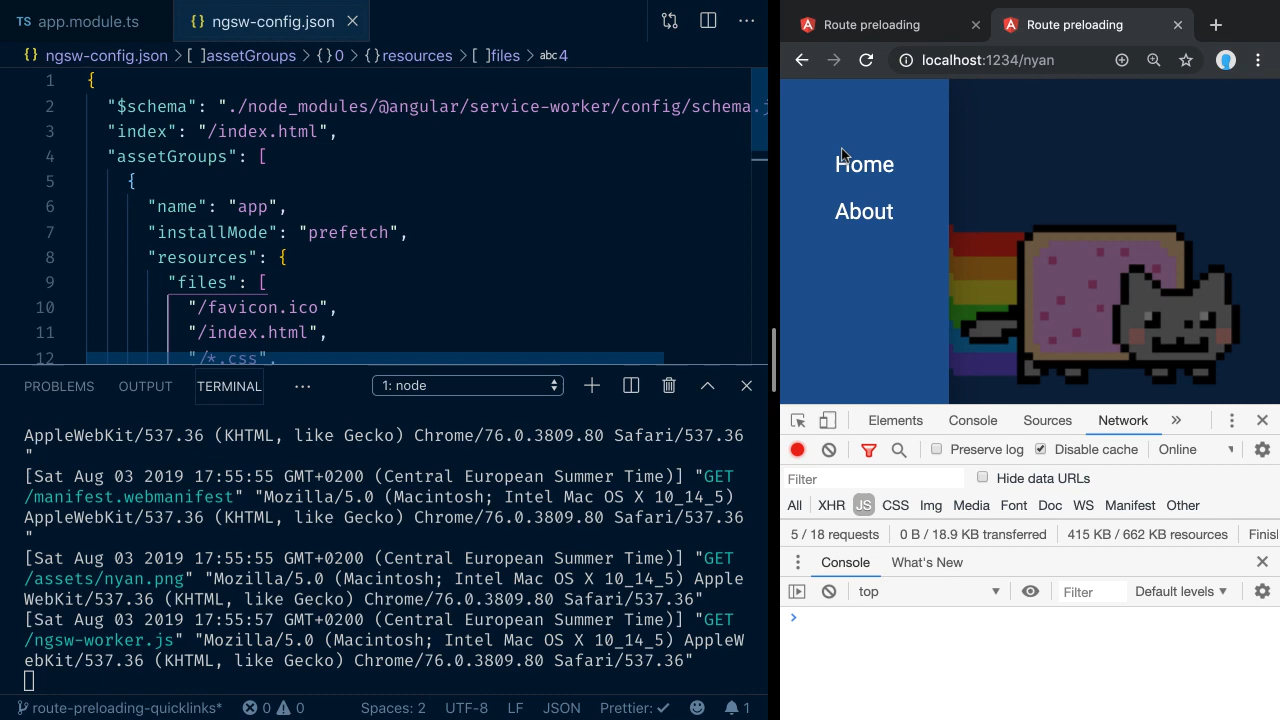 TS app.module.ts
{} ngsw-config.json
{} ngsw-config.json > [ ]assetGroups > {}0 > {}resources > [ ]files > abc4
1 {
2 "$schema": "./node_modules/@angular/service-worker/config/schema.j
3 "index": "/index.html",
4 "assetGroups": [
5 {
6 "name": "app",
7 "installMode": "prefetch",
8 "resources": {
9 "files": [
10 "/favicon.ico",
11 "/index.html",
12 "/*.css",
PROBLEMS OUTPUT TERMINAL ··· 1: node
AppleWebKit/537.36 (KHTML, like Gecko) Chrome/76.0.3809.80 Safari/537.36
"
[Sat Aug 03 2019 17:55:55 GMT+0200 (Central European Summer Time)] "GET
/manifest.webmanifest" "Mozilla/5.0 (Macintosh; Intel Mac OS X 10_14_5)
AppleWebKit/537.36 (KHTML, like Gecko) Chrome/76.0.3809.80 Safari/537.36
"
[Sat Aug 03 2019 17:55:55 GMT+0200 (Central European Summer Time)] "GET
/assets/nyan.png" "Mozilla/5.0 (Macintosh; Intel Mac OS X 10_14_5) Apple
WebKit/537.36 (KHTML, like Gecko) Chrome/76.0.3809.80 Safari/537.36"
[Sat Aug 03 2019 17:55:57 GMT+0200 (Central European Summer Time)] "GET
/ngsw-worker.js" "Mozilla/5.0 (Macintosh; Intel Mac OS X 10_14_5) AppleW
ebKit/537.36 (KHTML, like Gecko) Chrome/76.0.3809.80 Safari/537.36"
route-preloading-quicklinks* 0 0 Spaces: 2 UTF-8 LF JSON Prettier: ✓ 1
Route preloading
Route preloading
localhost:1234/nyan
Home
About
Elements Console Sources Network »
Preserve log Disable cache Online
Filter Hide data URLs
All XHR JS CSS Img Media Font Doc WS Manifest Other
5 / 18 requests 0 B / 18.9 KB transferred 415 KB / 662 KB resources Finisl
Console What's New
top Filter Default levels
>